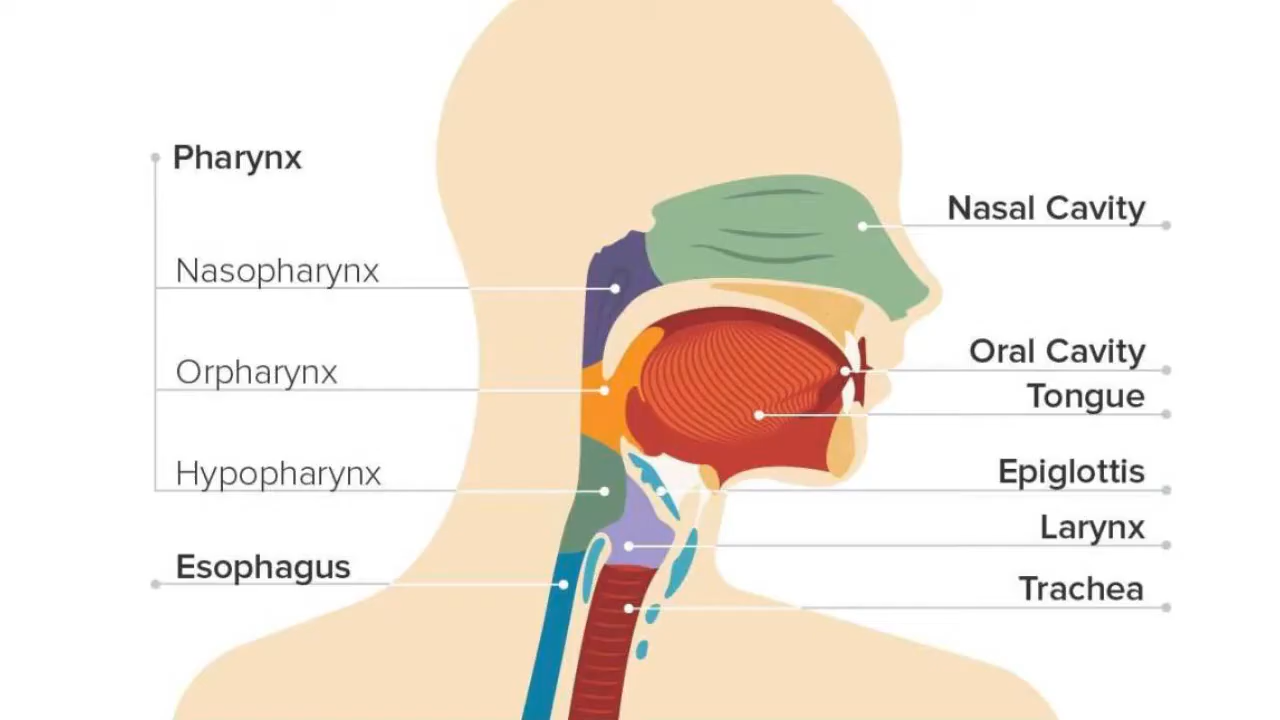 Pharynx
Nasopharynx
Orpharynx
Hypopharynx
Esophagus
Nasal Cavity
Oral Cavity
Tongue
Epiglottis
Larynx
Trachea